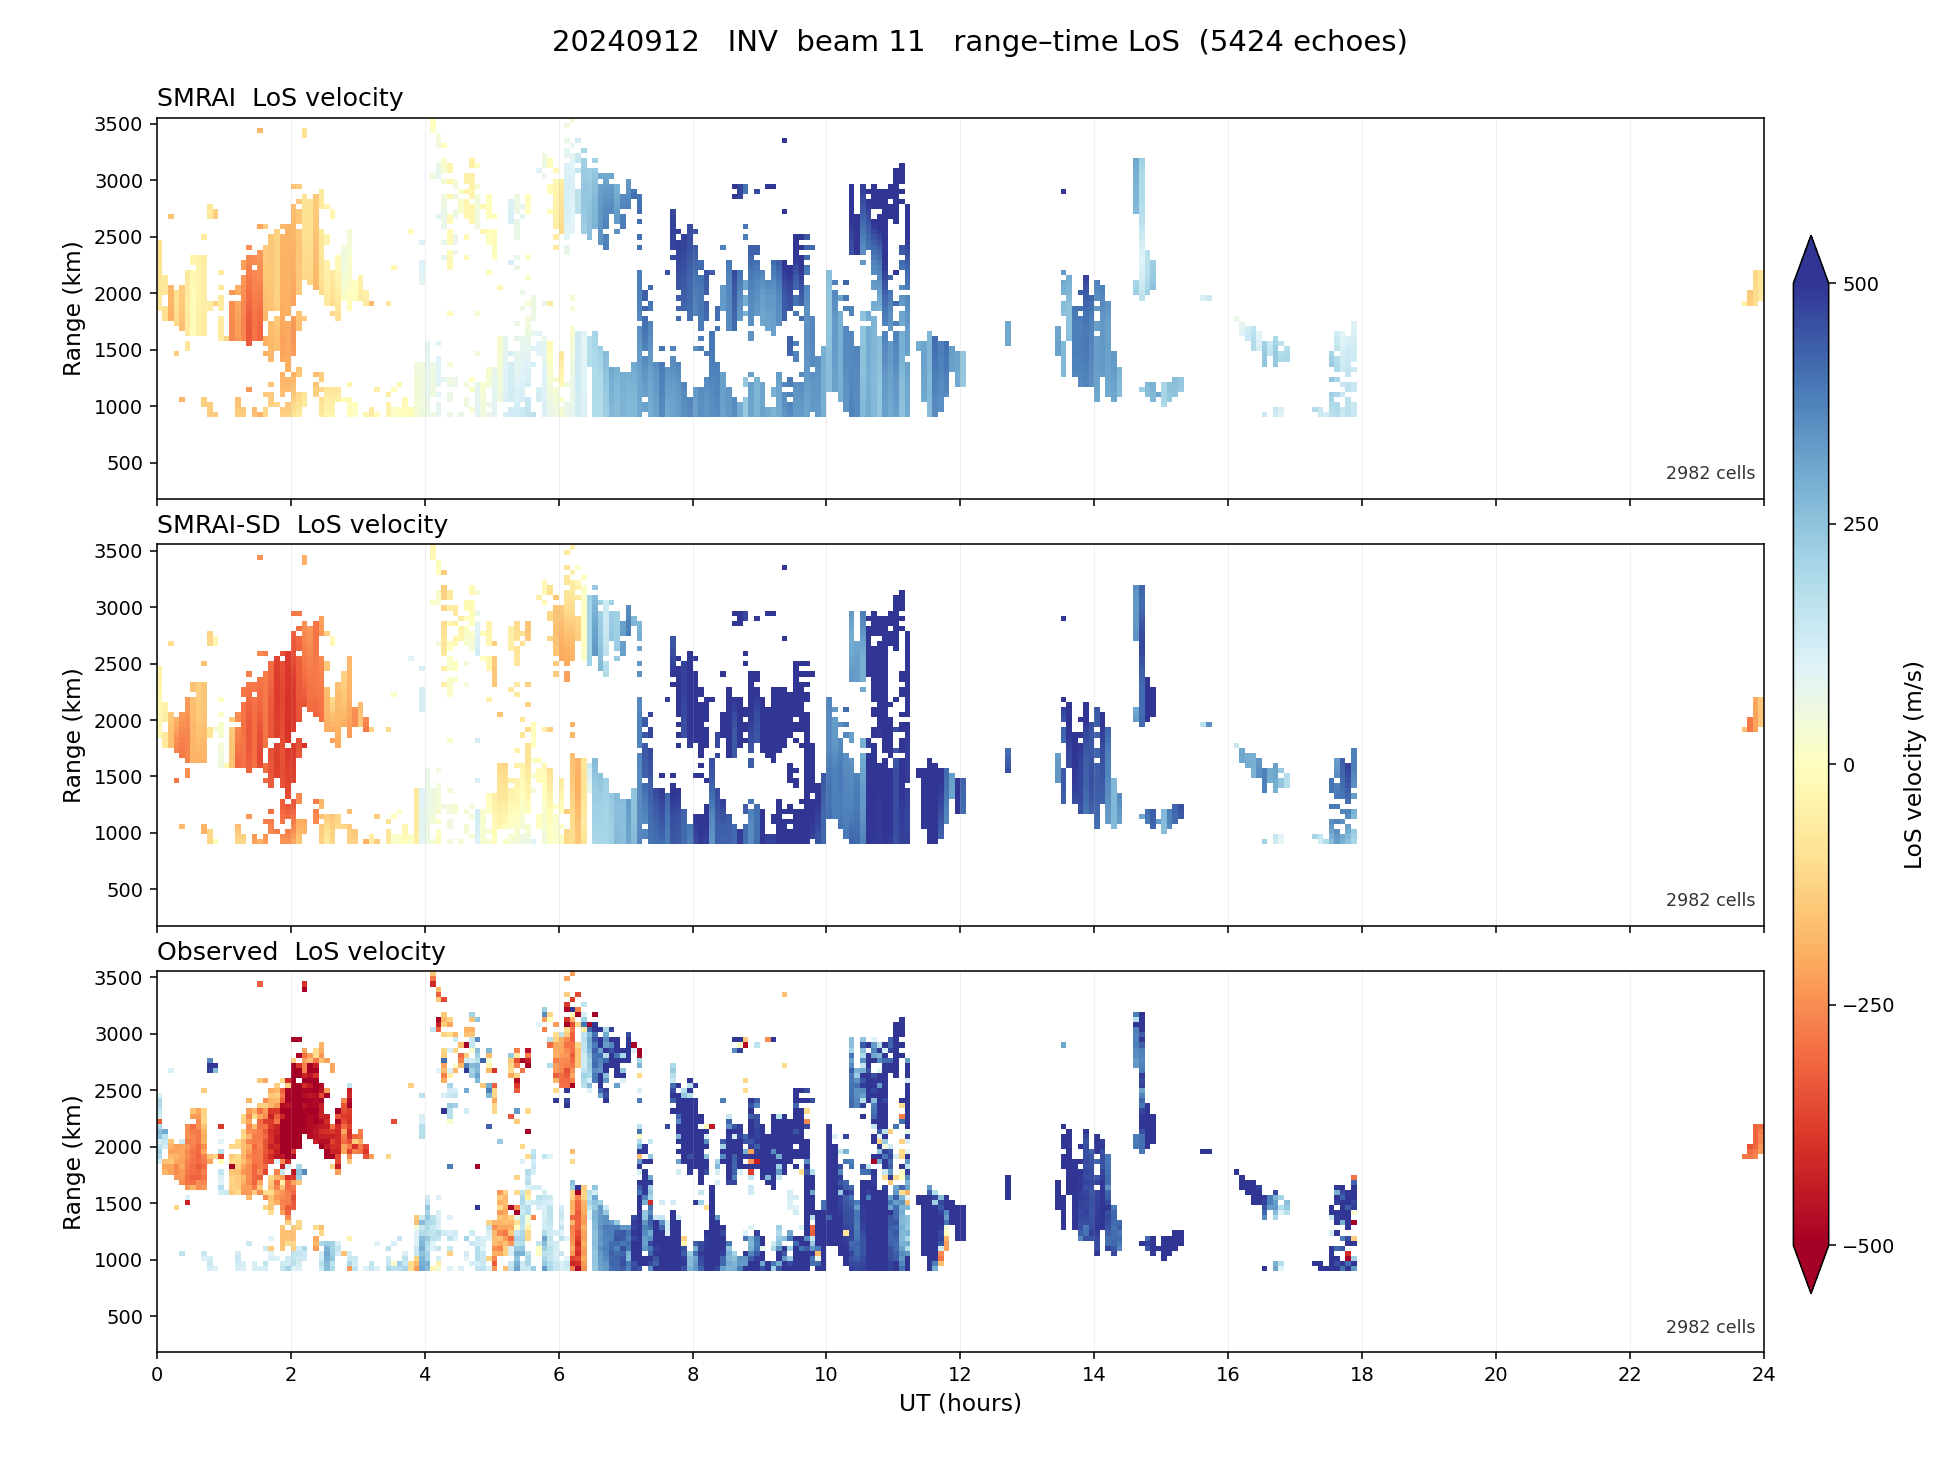 20240912   INV  beam 11   range–time LoS  (5424 echoes)
SMRAI  LoS velocity
3500
3000
2500
2000
1500
1000
500
Range (km)
2982 cells
SMRAI-SD  LoS velocity
3500
3000
2500
2000
1500
1000
500
Range (km)
2982 cells
Observed  LoS velocity
3500
3000
2500
2000
1500
1000
500
Range (km)
2982 cells
0 2 4 6 8 10 12 14 16 18 20 22 24
UT (hours)
500
250
0
−250
−500
LoS velocity (m/s)